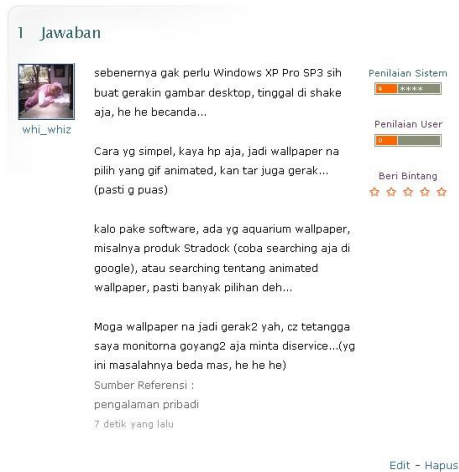 1 Jawaban
whi_whiz
sebenernya gak perlu Windows XP Pro SP3 sih
buat gerakin gambar desktop, tinggal di shake
aja, he he becanda...
Cara yg simpel, kaya hp aja, jadi wallpaper na
pilih yang gif animated, kan tar juga gerak...
(pasti g puas)
kalo pake software, ada yg aquarium wallpaper,
misalnya produk Stradock (coba searching aja di
google), atau searching tentang animated
wallpaper, pasti banyak pilihan deh...
Moga wallpaper na jadi gerak2 yah, cz tetangga
saya monitorna goyang2 aja minta diservice...(yg
ini masalahnya beda mas, he he he)
Sumber Referensi :
pengalaman pribadi
7 detik yang lalu
Penilaian Sistem
****
Penilaian User
0
Beri Bintang
Edit - Hapus